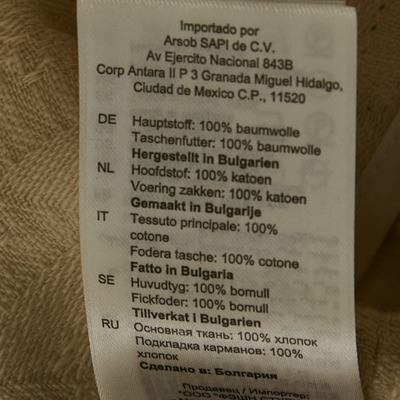 Importado por
Arsob SAPI de C.V.
Av Ejercito Nacional 843B
Corp Antara II P 3 Granada Miguel Hidalgo,
Ciudad de Mexico C.P., 11520
DE Hauptstoff: 100% baumwolle
Taschenfutter: 100% baumwolle
Hergestellt in Bulgarien
NL Hoofdstof: 100% katoen
Voering zakken: 100% katoen
Gemaakt in Bulgarije
IT Tessuto principale: 100%
cotone
Fodera tasche: 100% cotone
Fatto in Bulgaria
SE Huvudtyg: 100% bomull
Fickfoder: 100% bomull
Tillverkat i Bulgarien
RU Основная ткань: 100% хлопок
Подкладка карманов: 100%
хлопок
Сделано в: Болгария
Продавец / Импортер:
"ООО "ФЭШН